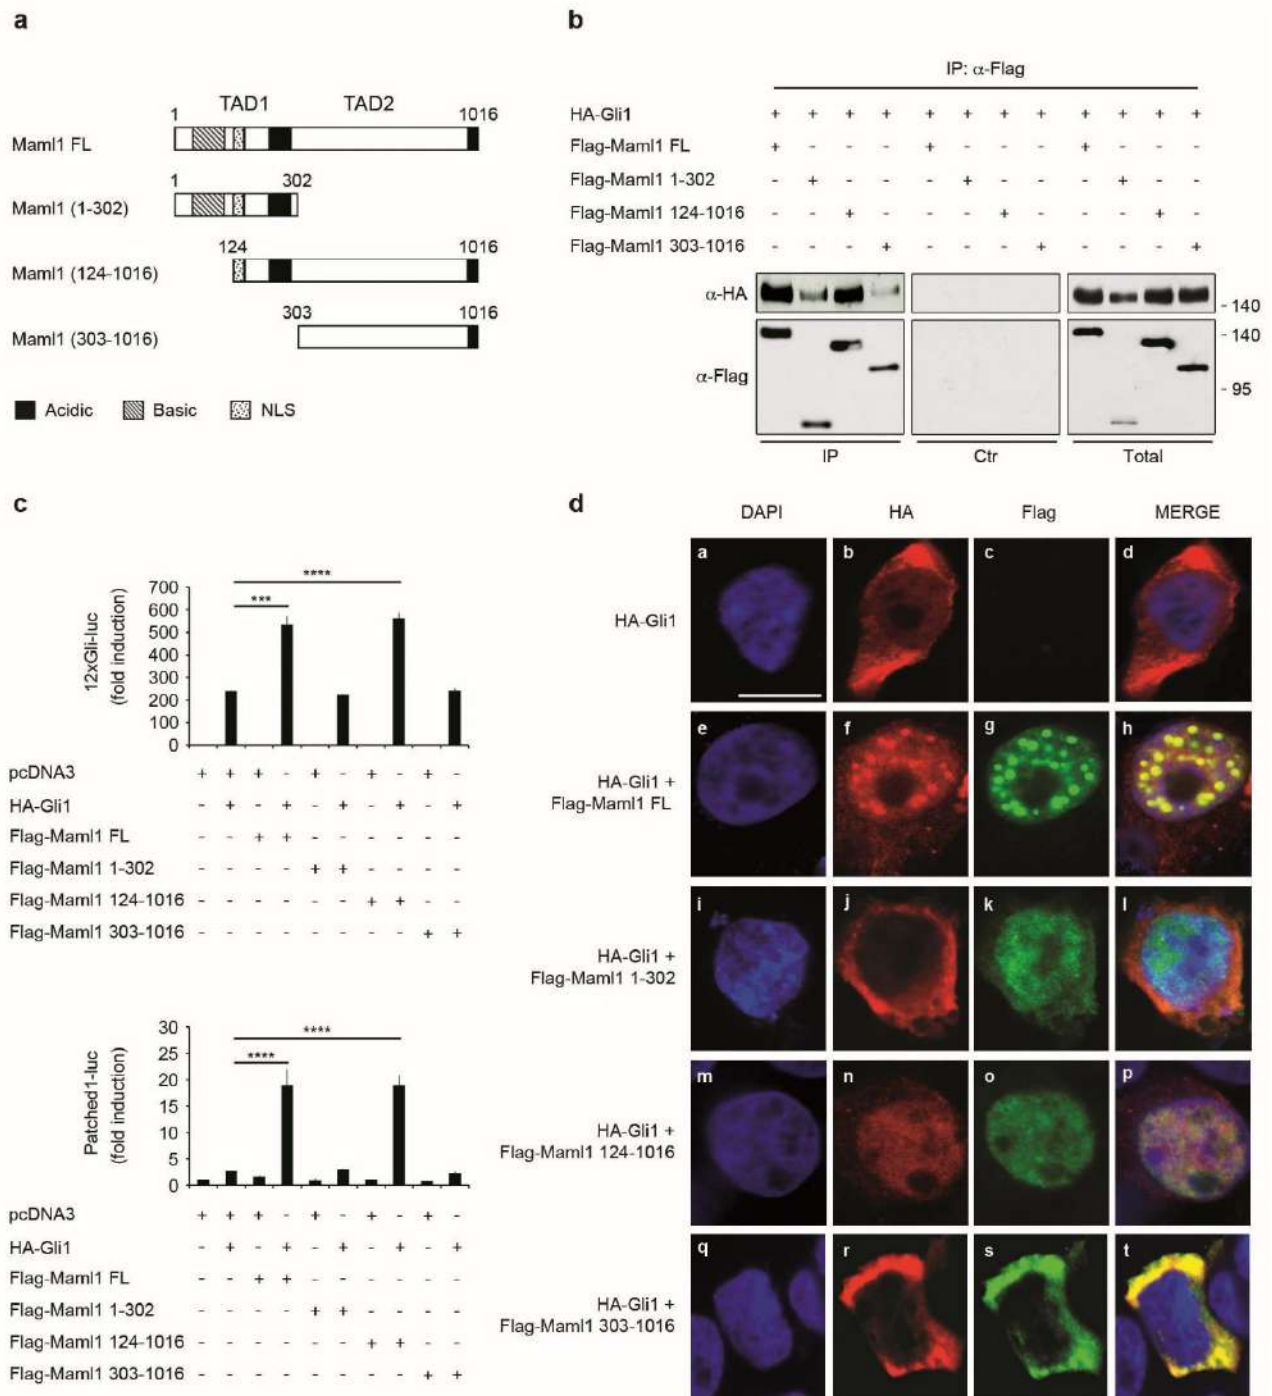 a
TAD1 TAD2
1 1016
Maml1 FL
1 302
Maml1 (1-302)
124 1016
Maml1 (124-1016)
303 1016
Maml1 (303-1016)
Acidic Basic NLS
b
IP: α-Flag
HA-Gli1 + + + + + + + + + + + +
Flag-Maml1 FL + - - - + - - - + - - -
Flag-Maml1 1-302 - + - - - + - - - + - -
Flag-Maml1 124-1016 - - + - - - + - - - + -
Flag-Maml1 303-1016 - - - + - - - + - - - +
α-HA
- 140
- 140
α-Flag
- 95
IP Ctr Total
c
12xGli-luc
(fold induction)
700
600
500
400
300
200
100
0
****
***
pcDNA3 + + + - + - + - + -
HA-Gli1 - + - + - + - + - +
Flag-Maml1 FL - - + + - - - - - -
Flag-Maml1 1-302 - - - - + + - - - -
Flag-Maml1 124-1016 - - - - - - + + - -
Flag-Maml1 303-1016 - - - - - - - - + +
Patched1-luc
(fold induction)
30
25
20
15
10
5
0
****
****
pcDNA3 + + + - + - + - + -
HA-Gli1 - + - + - + - + - +
Flag-Maml1 FL - - + + - - - - - -
Flag-Maml1 1-302 - - - - + + - - - -
Flag-Maml1 124-1016 - - - - - - + + - -
Flag-Maml1 303-1016 - - - - - - - - + +
d
DAPI HA Flag MERGE
HA-Gli1
a b c d
HA-Gli1 +
Flag-Maml1 FL
e f g h
HA-Gli1 +
Flag-Maml1 1-302
i j k l
HA-Gli1 +
Flag-Maml1 124-1016
m n o p
HA-Gli1 +
Flag-Maml1 303-1016
q r s t